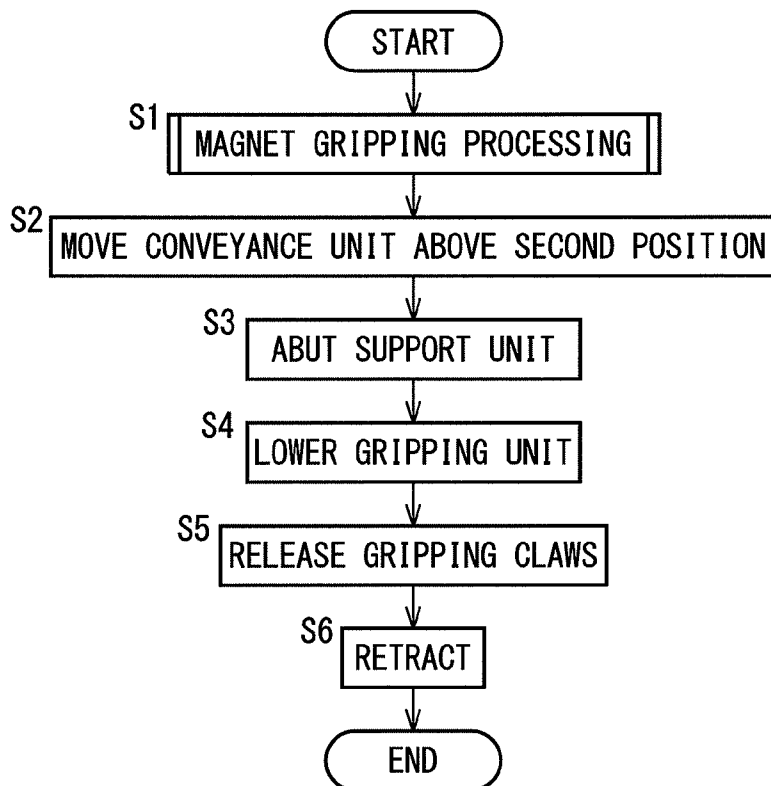 START
S1
MAGNET GRIPPING PROCESSING
S2
MOVE CONVEYANCE UNIT ABOVE SECOND POSITION
S3
ABUT SUPPORT UNIT
S4
LOWER GRIPPING UNIT
S5
RELEASE GRIPPING CLAWS
S6
RETRACT
END